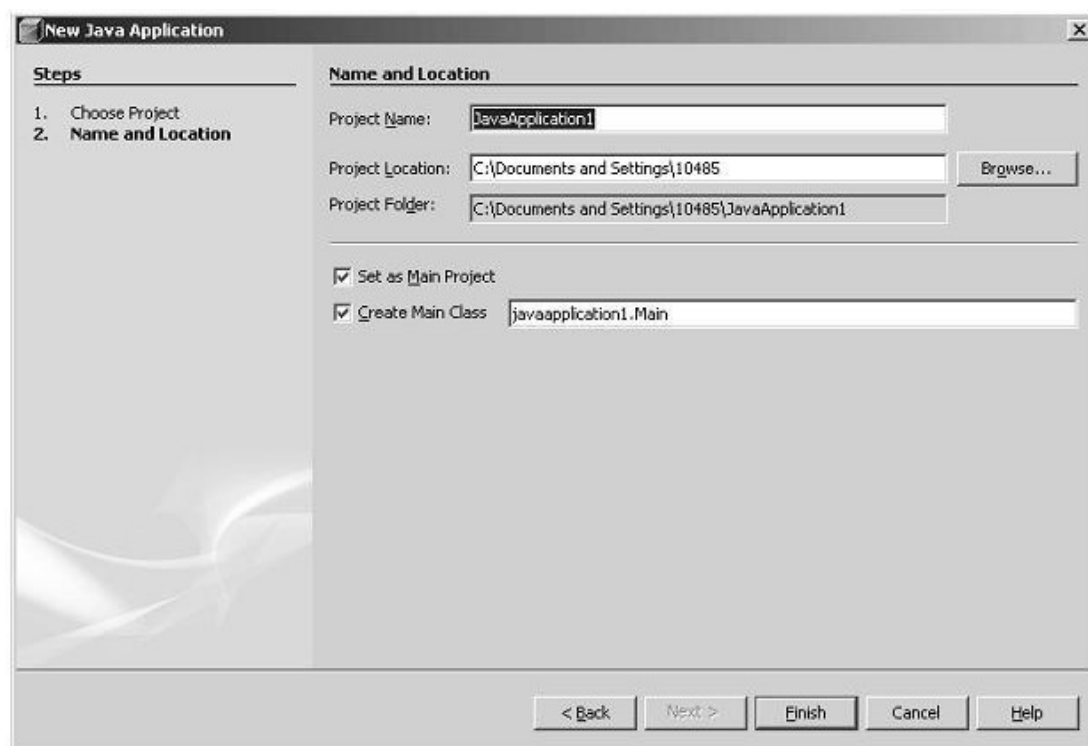 New Java Application
Steps
1. Choose Project
2. Name and Location
Name and Location
Project Name: JavaApplication1
Project Location: C:\Documents and Settings\10485 Browse...
Project Folder: C:\Documents and Settings\10485\JavaApplication1
Set as Main Project
Create Main Class javaapplication1.Main
< Back Next > Finish Cancel Help